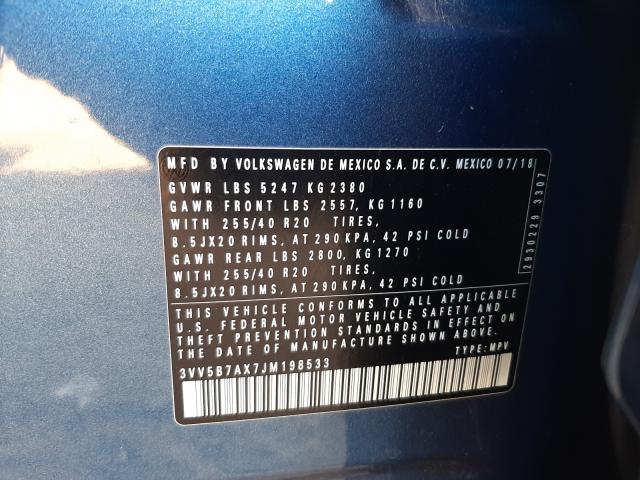 MFD BY VOLKSWAGEN DE MEXICO S.A. DE C.V. MEXICO 07/18
GVWR LBS 5247 KG 2380
GAWR FRONT LBS 2557, KG 1160
WITH 255/40 R20 TIRES,
8.5JX20 RIMS, AT 290 KPA, 42 PSI COLD
GAWR REAR LBS 2800, KG 1270
WITH 255/40 R20 TIRES,
8.5JX20 RIMS, AT 290 KPA, 42 PSI COLD
THIS VEHICLE CONFORMS TO ALL APPLICABLE
U.S. FEDERAL MOTOR VEHICLE SAFETY AND
THEFT PREVENTION STANDARDS IN EFFECT ON
THE DATE OF MANUFACTURE SHOWN ABOVE.
3VV5B7AX7JM198533 TYPE: MPV
2930229 3307